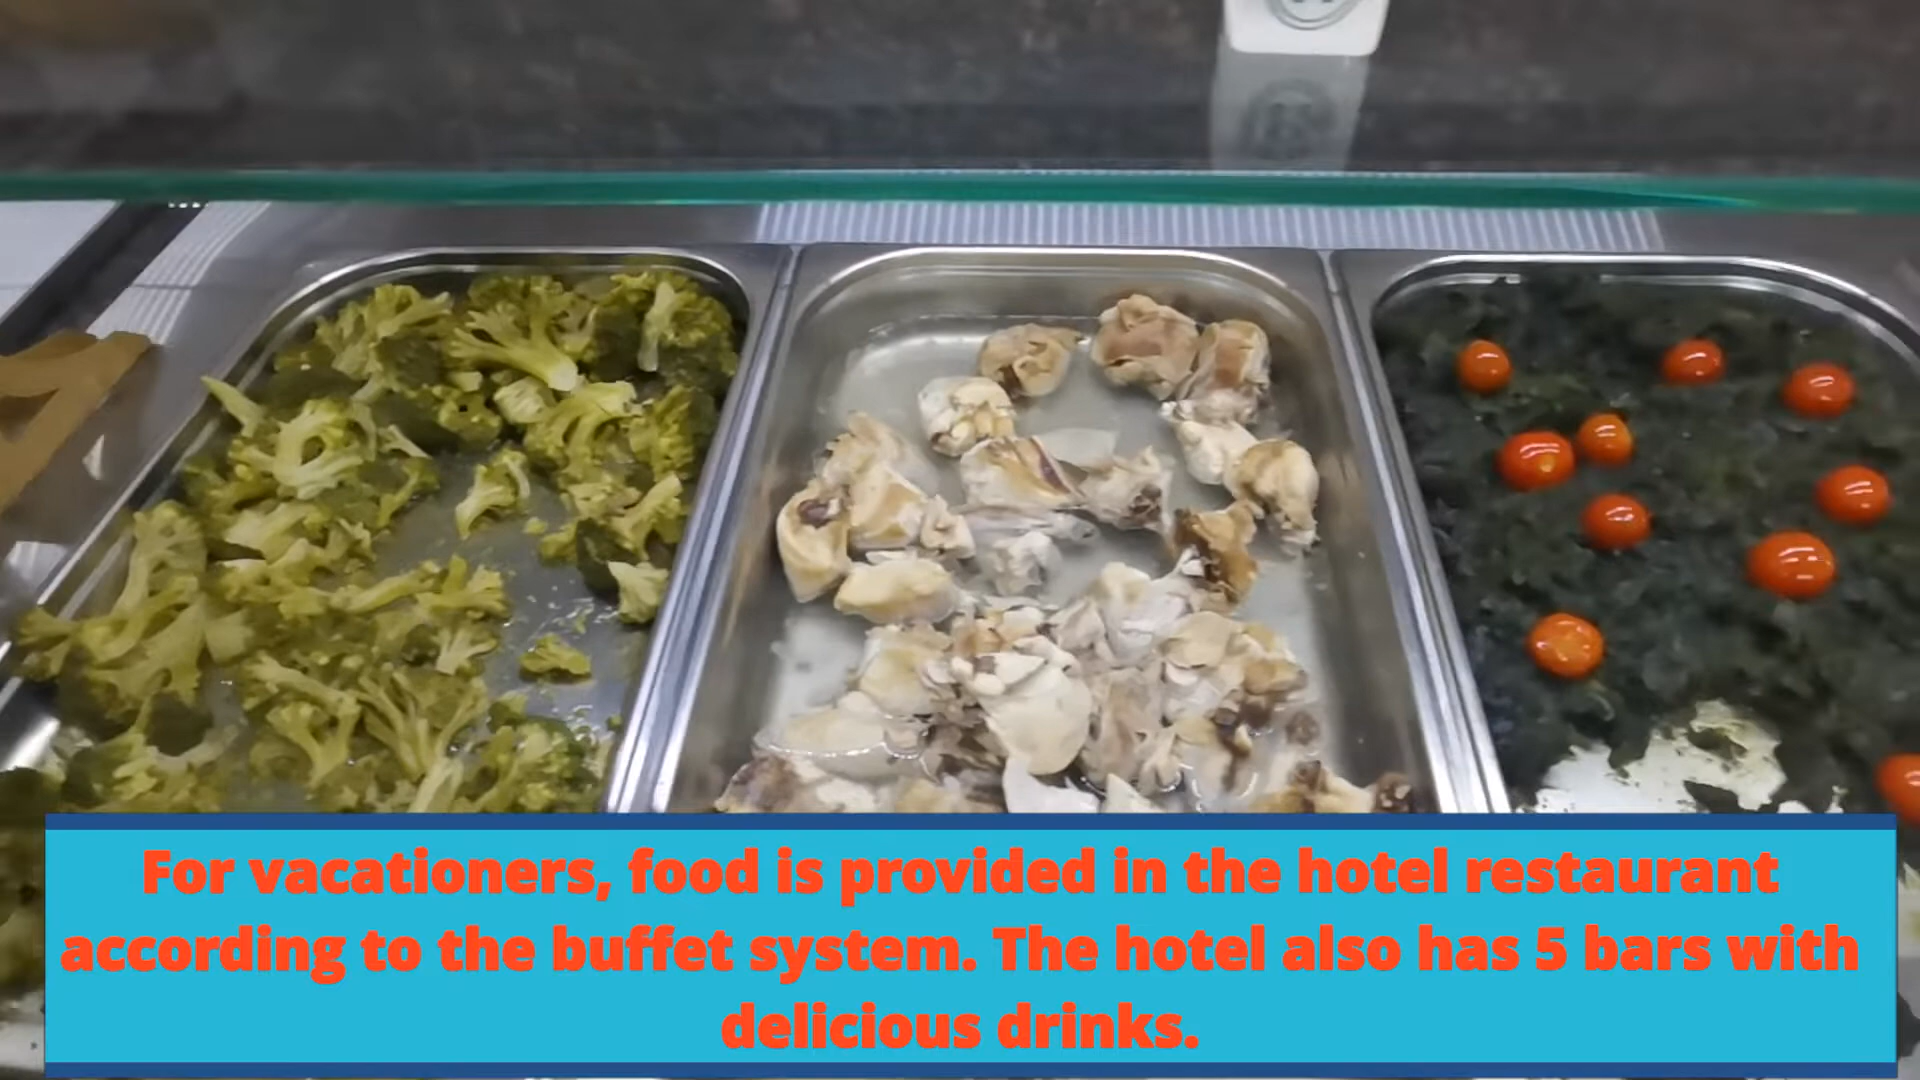 For vacationers, food is provided in the hotel restaurant
according to the buffet system. The hotel also has 5 bars with
delicious drinks.